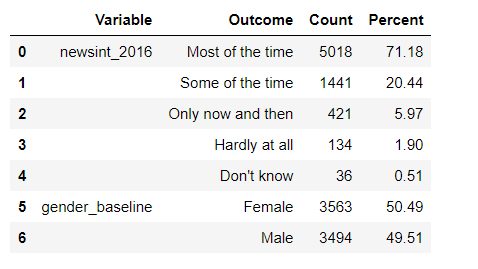 Variable Outcome Count Percent
0 newsint_2016 Most of the time 5018 71.18
1 Some of the time 1441 20.44
2 Only now and then 421 5.97
3 Hardly at all 134 1.90
4 Don't know 36 0.51
5 gender_baseline Female 3563 50.49
6 Male 3494 49.51